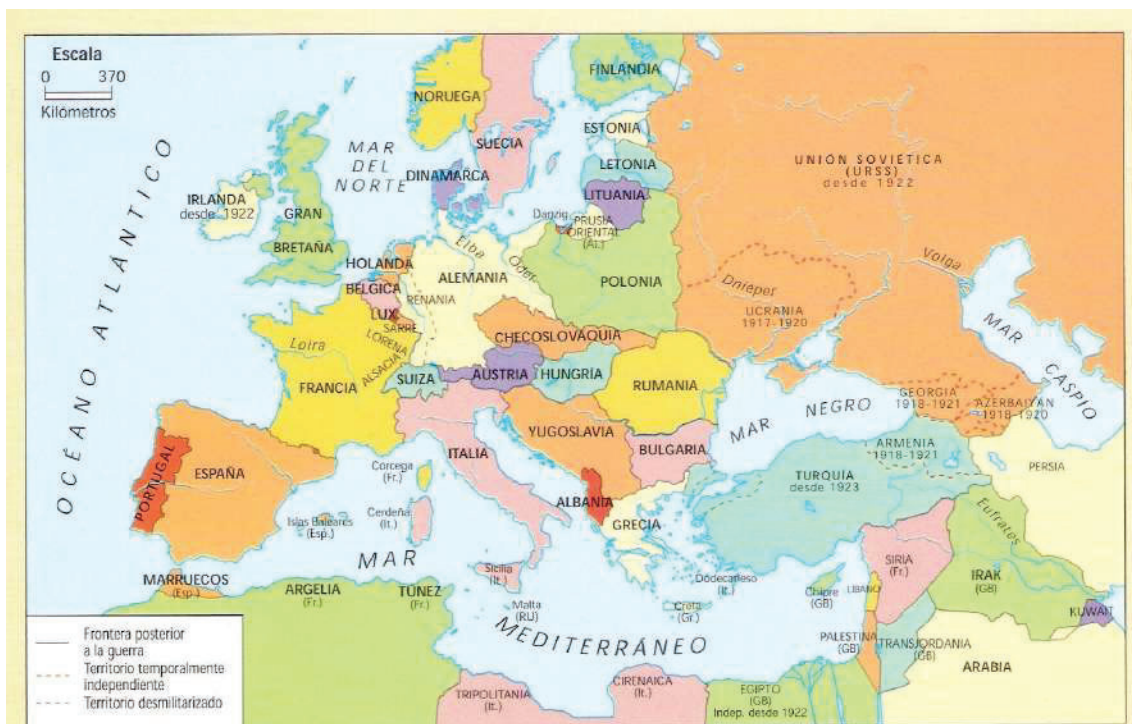 Escala
0 370
Kilómetros
OCÉANO ATLÁNTICO
MAR
DEL
NORTE
NORUEGA
SUECIA
FINLANDIA
ESTONIA
LETONIA
LITUANIA
DINAMARCA
IRLANDA
desde 1922
GRAN
BRETAÑA
Danzig
PRUSIA
ORIENTAL
(Al.)
UNIÓN SOVIÉTICA
(URSS)
desde 1922
HOLANDA
BELGICA
LUX
SARRE
LORENA
ALSACIA
RENANIA
ALEMANIA
Elba
Oder
POLONIA
Dniéper
UCRANIA
1917-1920
Volga
MAR
CASPIO
CHECOSLOVAQUIA
Loira
FRANCIA
SUIZA
AUSTRIA
HUNGRIA
RUMANIA
YUGOSLAVIA
BULGARIA
MAR NEGRO
GEORGIA
1918-1921
AZERBAIYÁN
1918-1920
ARMENIA
1918-1921
PERSIA
PORTUGAL
ESPAÑA
Islas Baleares
(Esp.)
Corcega
(Fr.)
Cerdeña
(It.)
ITALIA
ALBANIA
GRECIA
TURQUÍA
desde 1923
Eufrates
MAR
MEDITERRÁNEO
Sicilia
(It.)
Malta
(RU)
Creta
(Gr.)
Dodecaneso
(It.)
Chipre
(GB)
SIRIA
(Fr.)
LIBANO
IRAK
(GB)
KUWAIT
PALESTINA
(GB)
TRANSJORDANIA
(GB)
ARABIA
MARRUECOS
(Esp.)
ARGELIA
(Fr.)
TÚNEZ
(Fr.)
TRIPOLITANIA
(It.)
CIRENAICA
(It.)
EGIPTO
(GB)
Indep. desde 1922
Frontera posterior
a la guerra
Territorio temporalmente
independiente
Territorio desmilitarizado